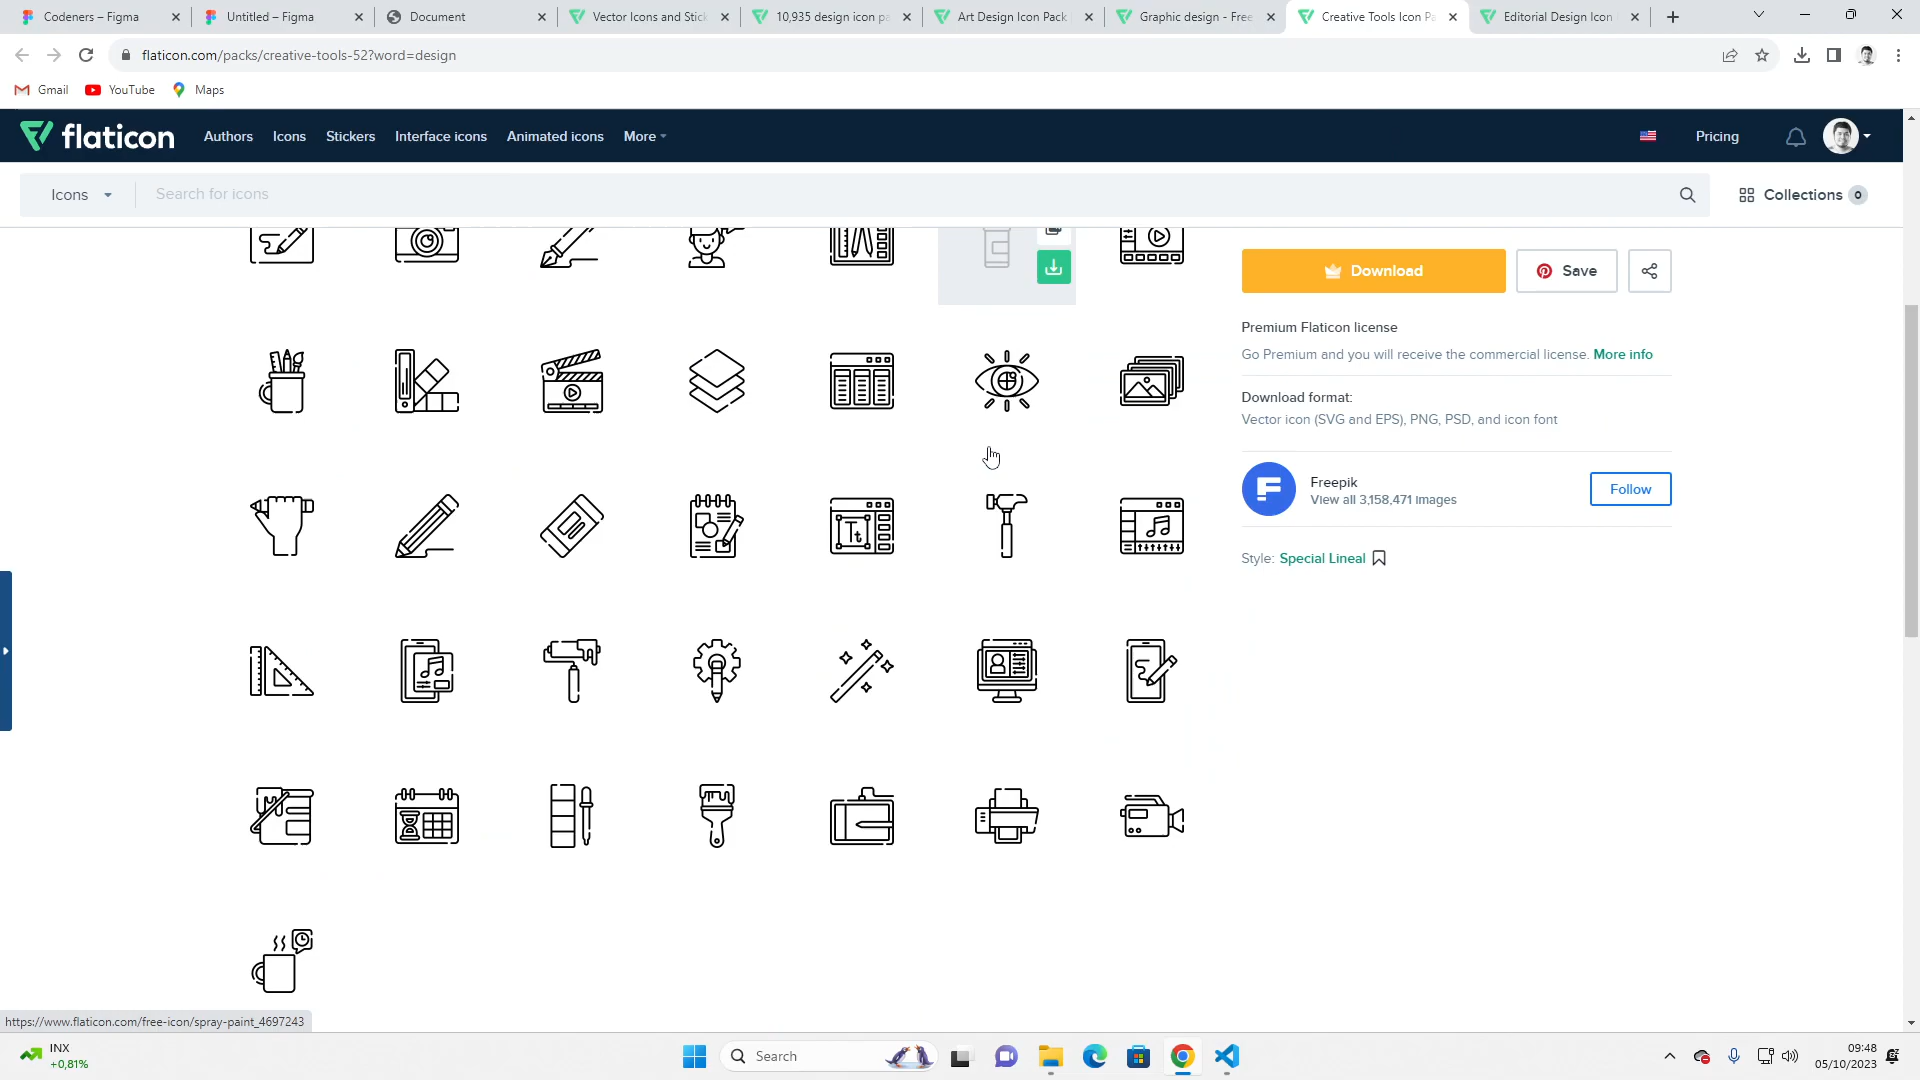 Codeners – Figma
Untitled – Figma
Document
Vector Icons and Stick
10,935 design icon pa
Art Design Icon Pack
Graphic design - Free
Creative Tools Icon Pa
Editorial Design Icon
flaticon.com/packs/creative-tools-52?word=design
Gmail
YouTube
Maps
flaticon
Authors
Icons
Stickers
Interface icons
Animated icons
More
Pricing
Icons
Search for icons
Collections
0
Download
Save
Premium Flaticon license
Go Premium and you will receive the commercial license. More info
Download format:
Vector icon (SVG and EPS), PNG, PSD, and icon font
Freepik
View all 3,158,471 images
Follow
Style: Special Lineal
Tt
https://www.flaticon.com/free-icon/spray-paint_4697243
INX
+0,81%
Search
09:48
05/10/2023